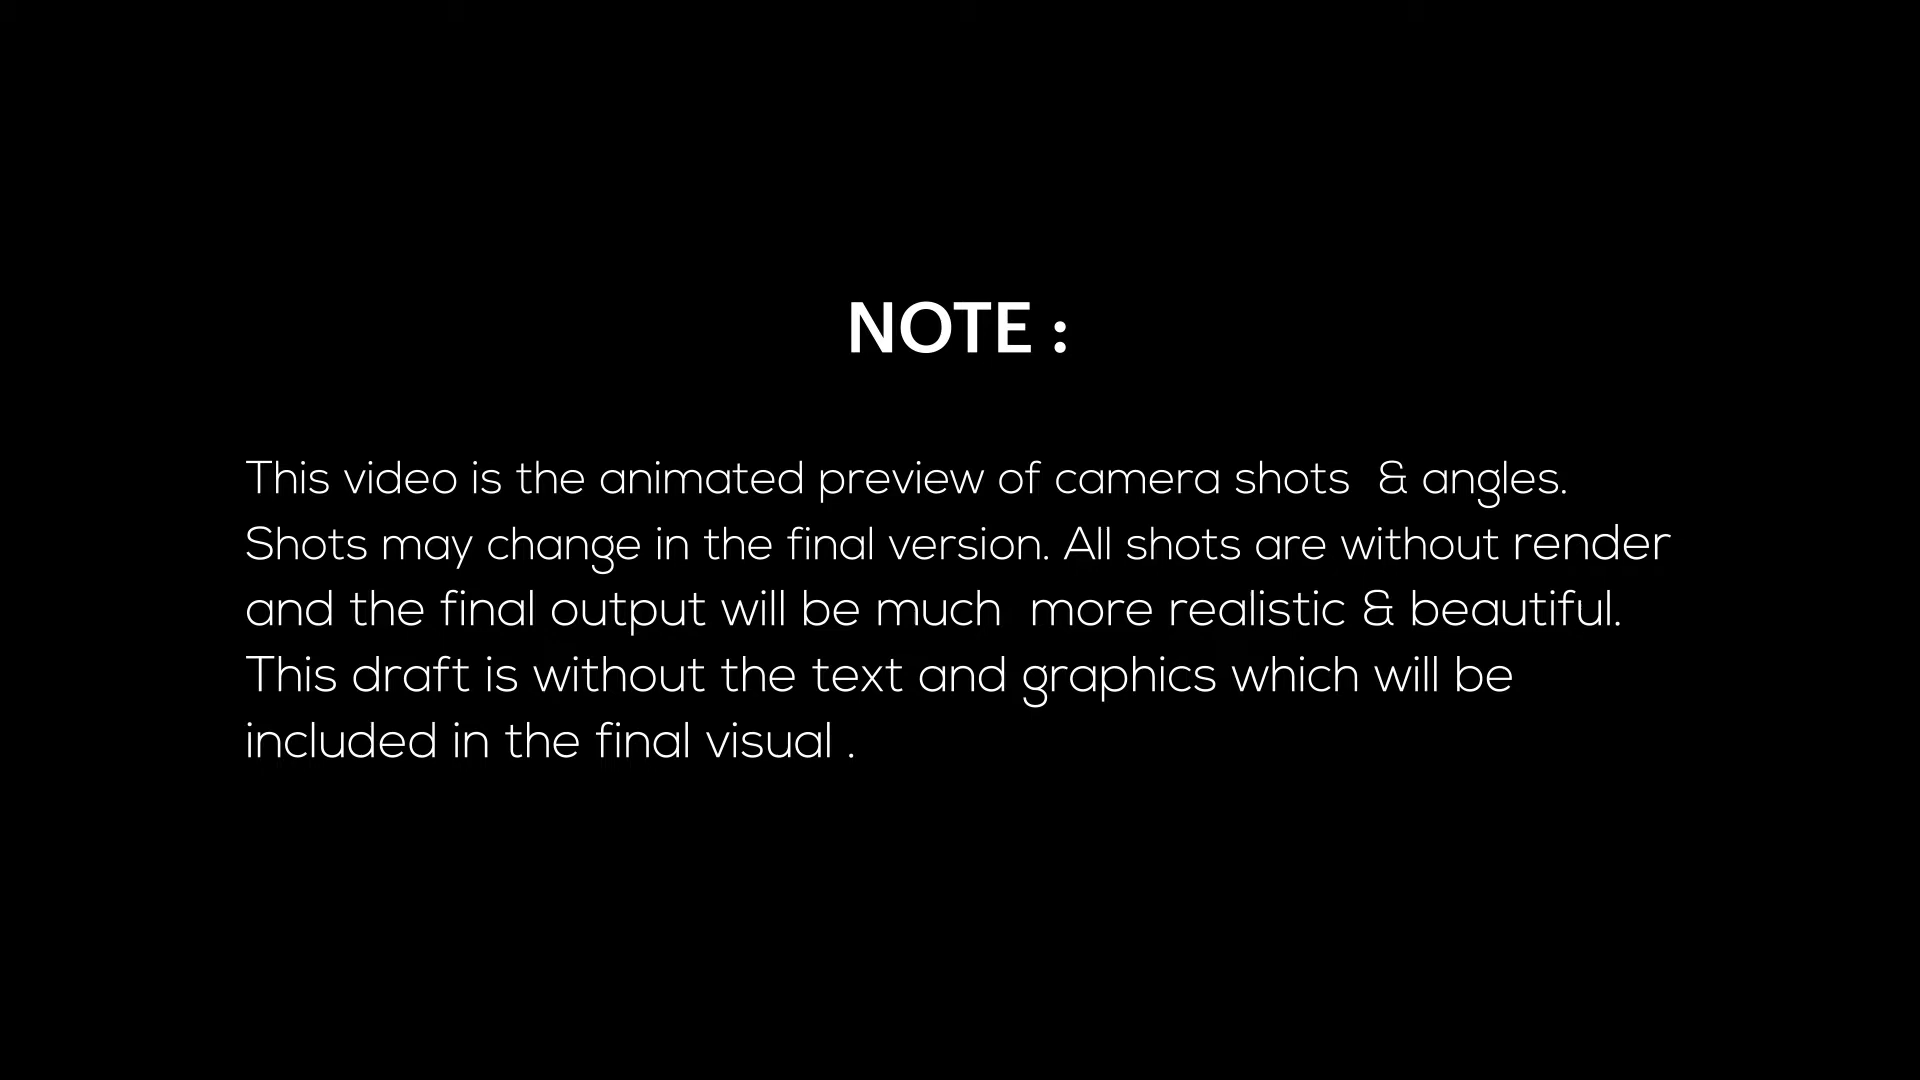 NOTE :
This video is the animated preview of camera shots  & angles.
Shots may change in the final version. All shots are without render
and the final output will be much  more realistic & beautiful.
This draft is without the text and graphics which will be
included in the final visual .